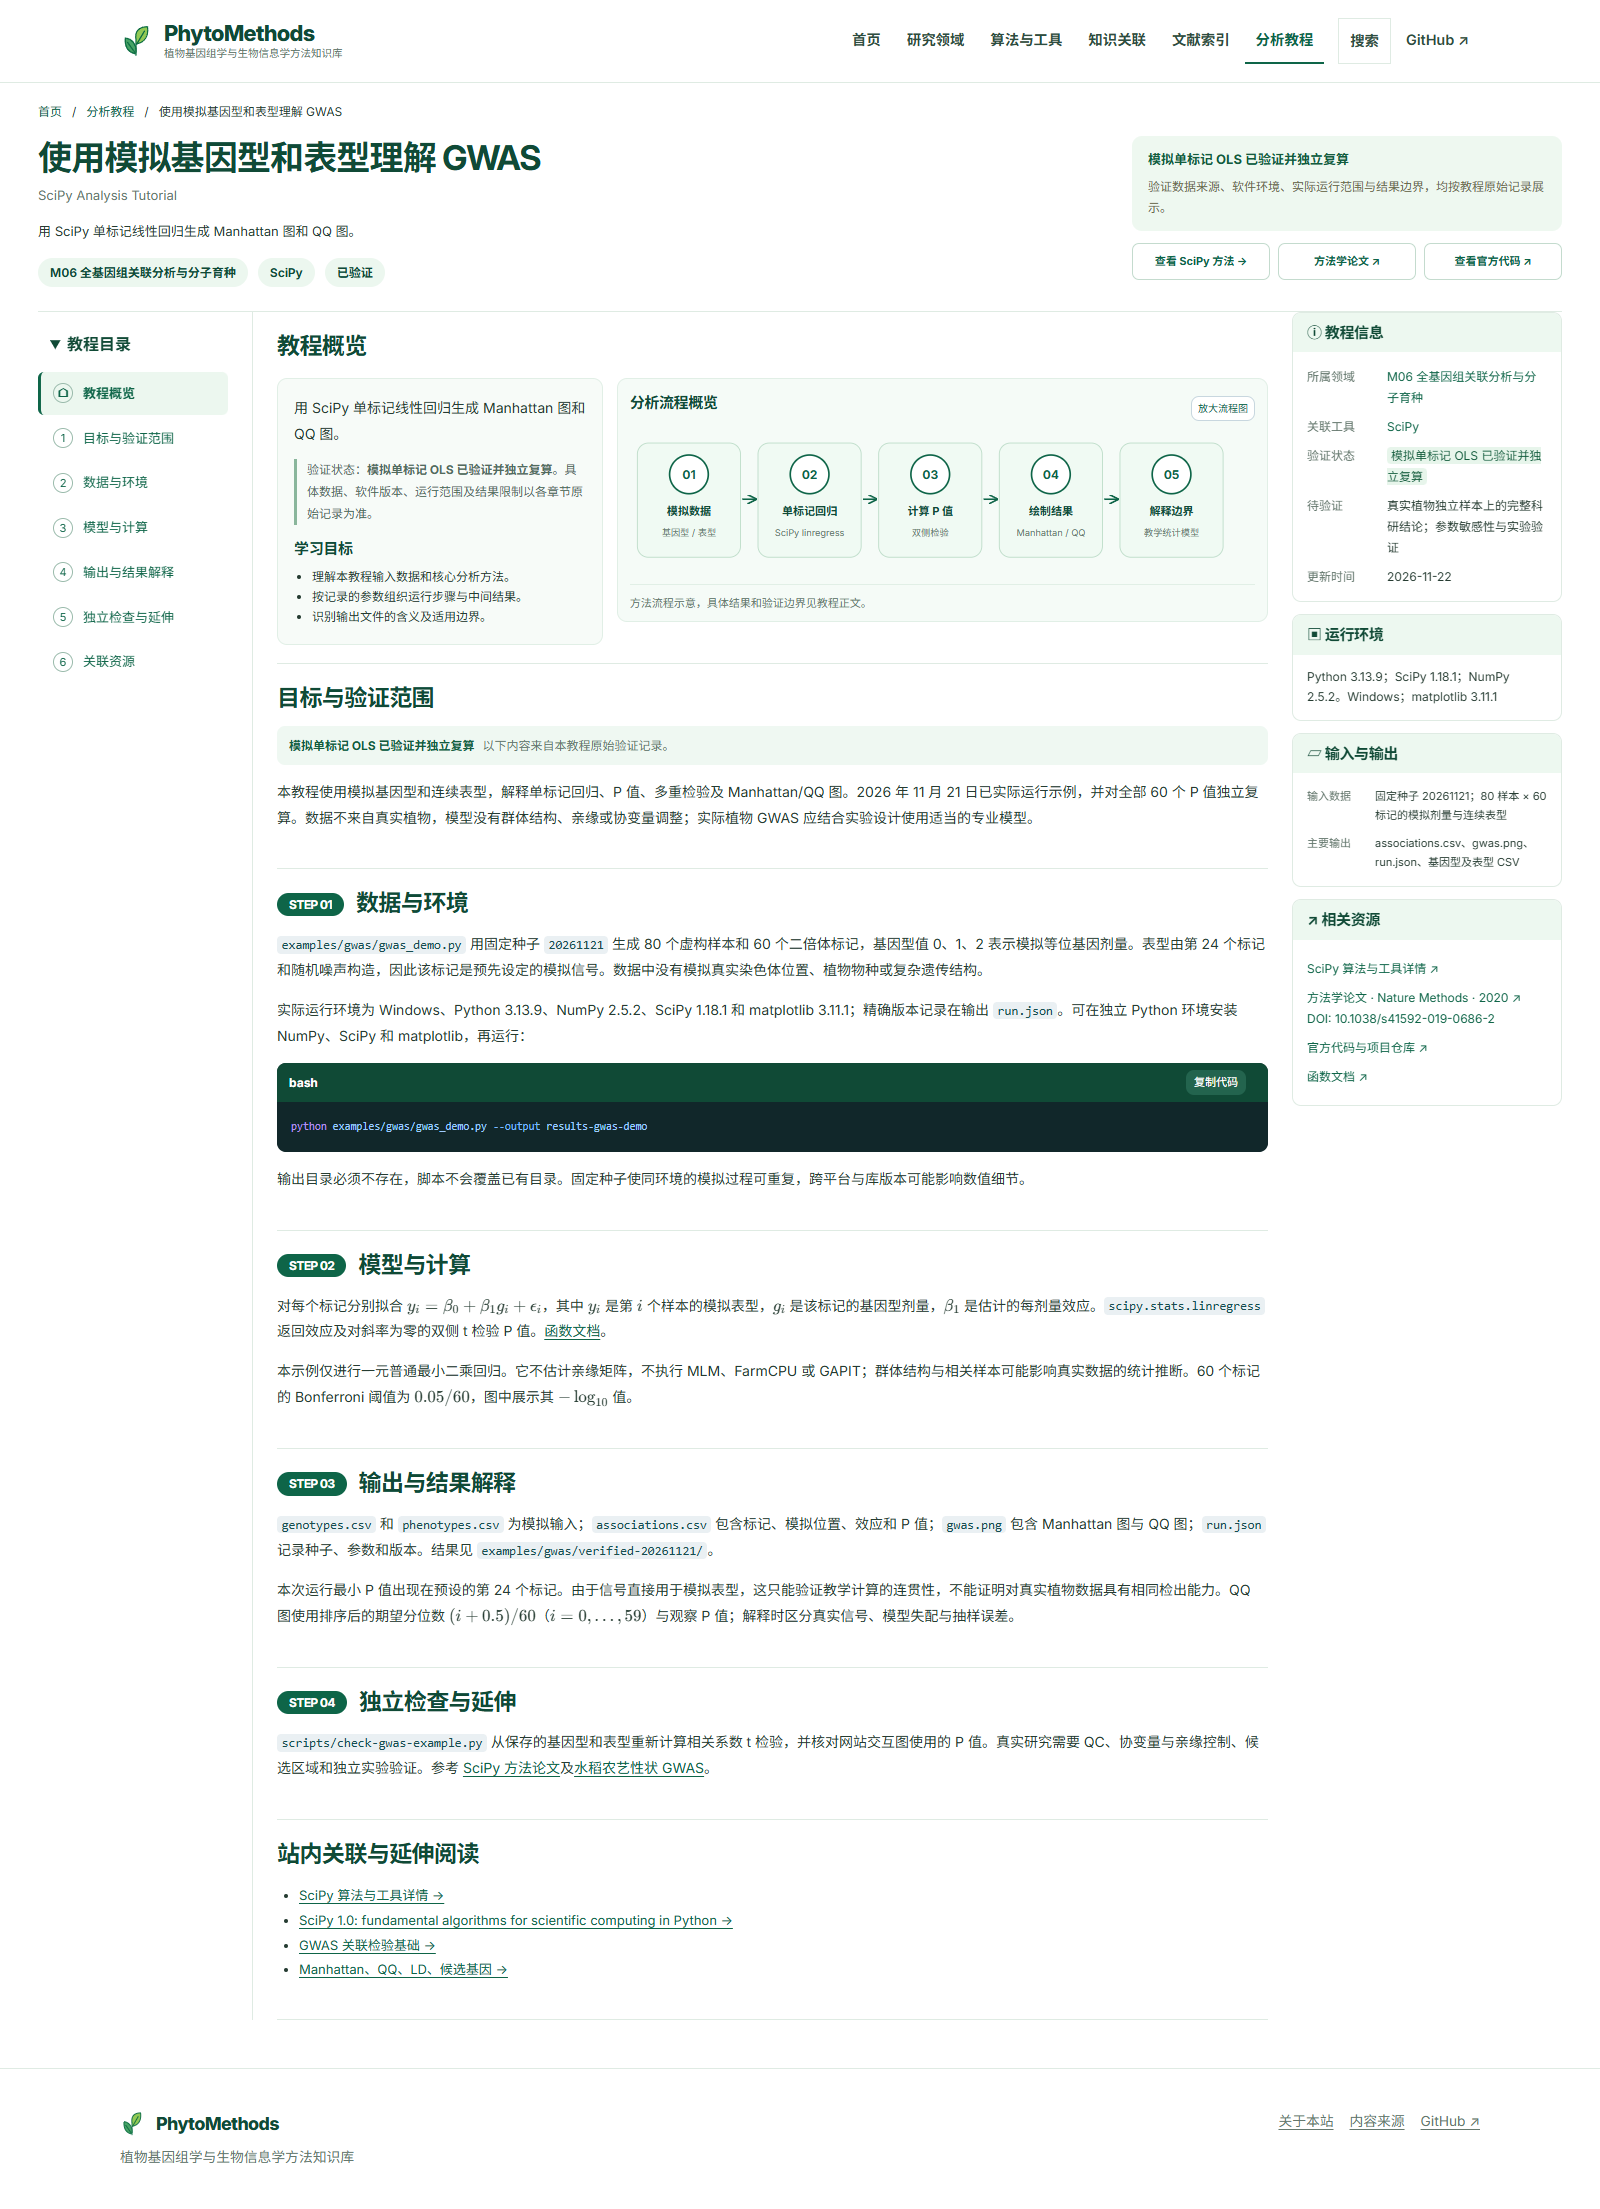 PhytoMethods
植物基因组学与生物信息学方法知识库
首页 研究领域 算法与工具 知识关联 文献索引 分析教程 搜索 GitHub ↗
首页 / 分析教程 / 使用模拟基因型和表型理解 GWAS
使用模拟基因型和表型理解 GWAS
SciPy Analysis Tutorial
用 SciPy 单标记线性回归生成 Manhattan 图和 QQ 图。
M06 全基因组关联分析与分子育种 SciPy 已验证
模拟单标记 OLS 已验证并独立复算
验证数据来源、软件环境、实际运行范围与结果边界，均按教程原始记录展
示。
查看 SciPy 方法 → 方法学论文 ↗ 查看官方代码 ↗
▼ 教程目录
教程概览
1 目标与验证范围
2 数据与环境
3 模型与计算
4 输出与结果解释
5 独立检查与延伸
6 关联资源
教程概览
用 SciPy 单标记线性回归生成 Manhattan 图和
QQ 图。
验证状态：模拟单标记 OLS 已验证并独立复算。具
体数据、软件版本、运行范围及结果限制以各章节原
始记录为准。
学习目标
• 理解本教程输入数据和核心分析方法。
• 按记录的参数组织运行步骤与中间结果。
• 识别输出文件的含义及适用边界。
分析流程概览
放大流程图
01 02 03 04 05
模拟数据 → 单标记回归 → 计算 P 值 → 绘制结果 → 解释边界
基因型 / 表型 SciPy linregress 双侧检验 Manhattan / QQ 教学统计模型
方法流程示意，具体结果和验证边界见教程正文。
目标与验证范围
模拟单标记 OLS 已验证并独立复算 以下内容来自本教程原始验证记录。
本教程使用模拟基因型和连续表型，解释单标记回归、P 值、多重检验及 Manhattan/QQ 图。2026 年 11 月 21 日已实际运行示例，并对全部 60 个 P 值独立复
算。数据不来自真实植物，模型没有群体结构、亲缘或协变量调整；实际植物 GWAS 应结合实验设计使用适当的专业模型。
STEP 01 数据与环境
examples/gwas/gwas_demo.py 用固定种子 20261121 生成 80 个虚构样本和 60 个二倍体标记，基因型值 0、1、2 表示模拟等位基因剂量。表型由第 24 个标记
和随机噪声构造，因此该标记是预先设定的模拟信号。数据中没有模拟真实染色体位置、植物物种或复杂遗传结构。
实际运行环境为 Windows、Python 3.13.9、NumPy 2.5.2、SciPy 1.18.1 和 matplotlib 3.11.1；精确版本记录在输出 run.json 。可在独立 Python 环境安装
NumPy、SciPy 和 matplotlib，再运行：
bash 复制代码
python examples/gwas/gwas_demo.py --output results-gwas-demo
输出目录必须不存在，脚本不会覆盖已有目录。固定种子使同环境的模拟过程可重复，跨平台与库版本可能影响数值细节。
STEP 02 模型与计算
对每个标记分别拟合 y_i = β_0 + β_1 g_i + ϵ_i，其中 y_i 是第 i 个样本的模拟表型，g_i 是该标记的基因型剂量，β_1 是估计的每剂量效应。 scipy.stats.linregress
返回效应及对斜率为零的双侧 t 检验 P 值。函数文档。
本示例仅进行一元普通最小二乘回归。它不估计亲缘矩阵，不执行 MLM、FarmCPU 或 GAPIT；群体结构与相关样本可能影响真实数据的统计推断。60 个标记
的 Bonferroni 阈值为 0.05/60，图中展示其 −log_10 值。
STEP 03 输出与结果解释
genotypes.csv 和 phenotypes.csv 为模拟输入； associations.csv 包含标记、模拟位置、效应和 P 值； gwas.png 包含 Manhattan 图与 QQ 图； run.json
记录种子、参数和版本。结果见 examples/gwas/verified-20261121/ 。
本次运行最小 P 值出现在预设的第 24 个标记。由于信号直接用于模拟表型，这只能验证教学计算的连贯性，不能证明对真实植物数据具有相同检出能力。QQ
图使用排序后的期望分位数 (i + 0.5)/60（i = 0, . . . , 59）与观察 P 值；解释时区分真实信号、模型失配与抽样误差。
STEP 04 独立检查与延伸
scripts/check-gwas-example.py 从保存的基因型和表型重新计算相关系数 t 检验，并核对网站交互图使用的 P 值。真实研究需要 QC、协变量与亲缘控制、候
选区域和独立实验验证。参考 SciPy 方法论文及水稻农艺性状 GWAS。
站内关联与延伸阅读
• SciPy 算法与工具详情 →
• SciPy 1.0: fundamental algorithms for scientific computing in Python →
• GWAS 关联检验基础 →
• Manhattan、QQ、LD、候选基因 →
ⓘ 教程信息
所属领域 M06 全基因组关联分析与分
子育种
关联工具 SciPy
验证状态 模拟单标记 OLS 已验证并独
立复算
待验证 真实植物独立样本上的完整科
研结论；参数敏感性与实验验
证
更新时间 2026-11-22
▣ 运行环境
Python 3.13.9；SciPy 1.18.1；NumPy
2.5.2。Windows；matplotlib 3.11.1
▱ 输入与输出
输入数据 固定种子 20261121；80 样本 × 60
标记的模拟剂量与连续表型
主要输出 associations.csv、gwas.png、
run.json、基因型及表型 CSV
↗ 相关资源
SciPy 算法与工具详情 ↗
方法学论文 · Nature Methods · 2020 ↗
DOI: 10.1038/s41592-019-0686-2
官方代码与项目仓库 ↗
函数文档 ↗
PhytoMethods
植物基因组学与生物信息学方法知识库
关于本站 内容来源 GitHub ↗